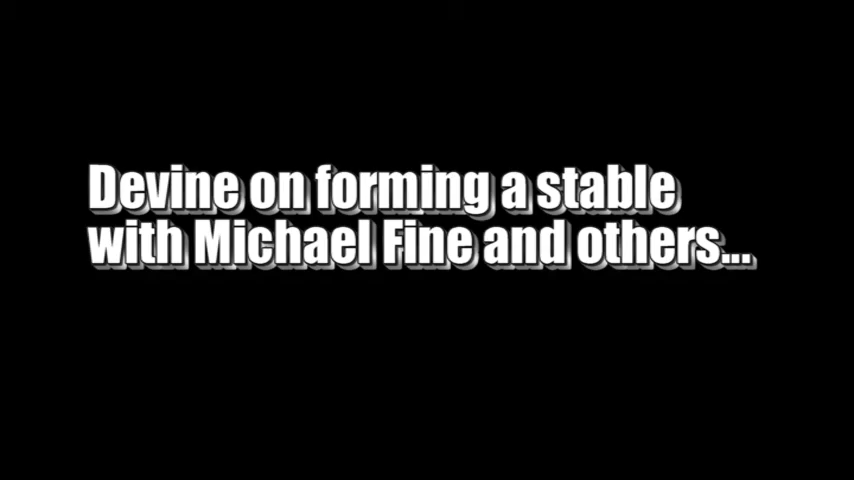 Devine on forming a stable
with Michael Fine and others...